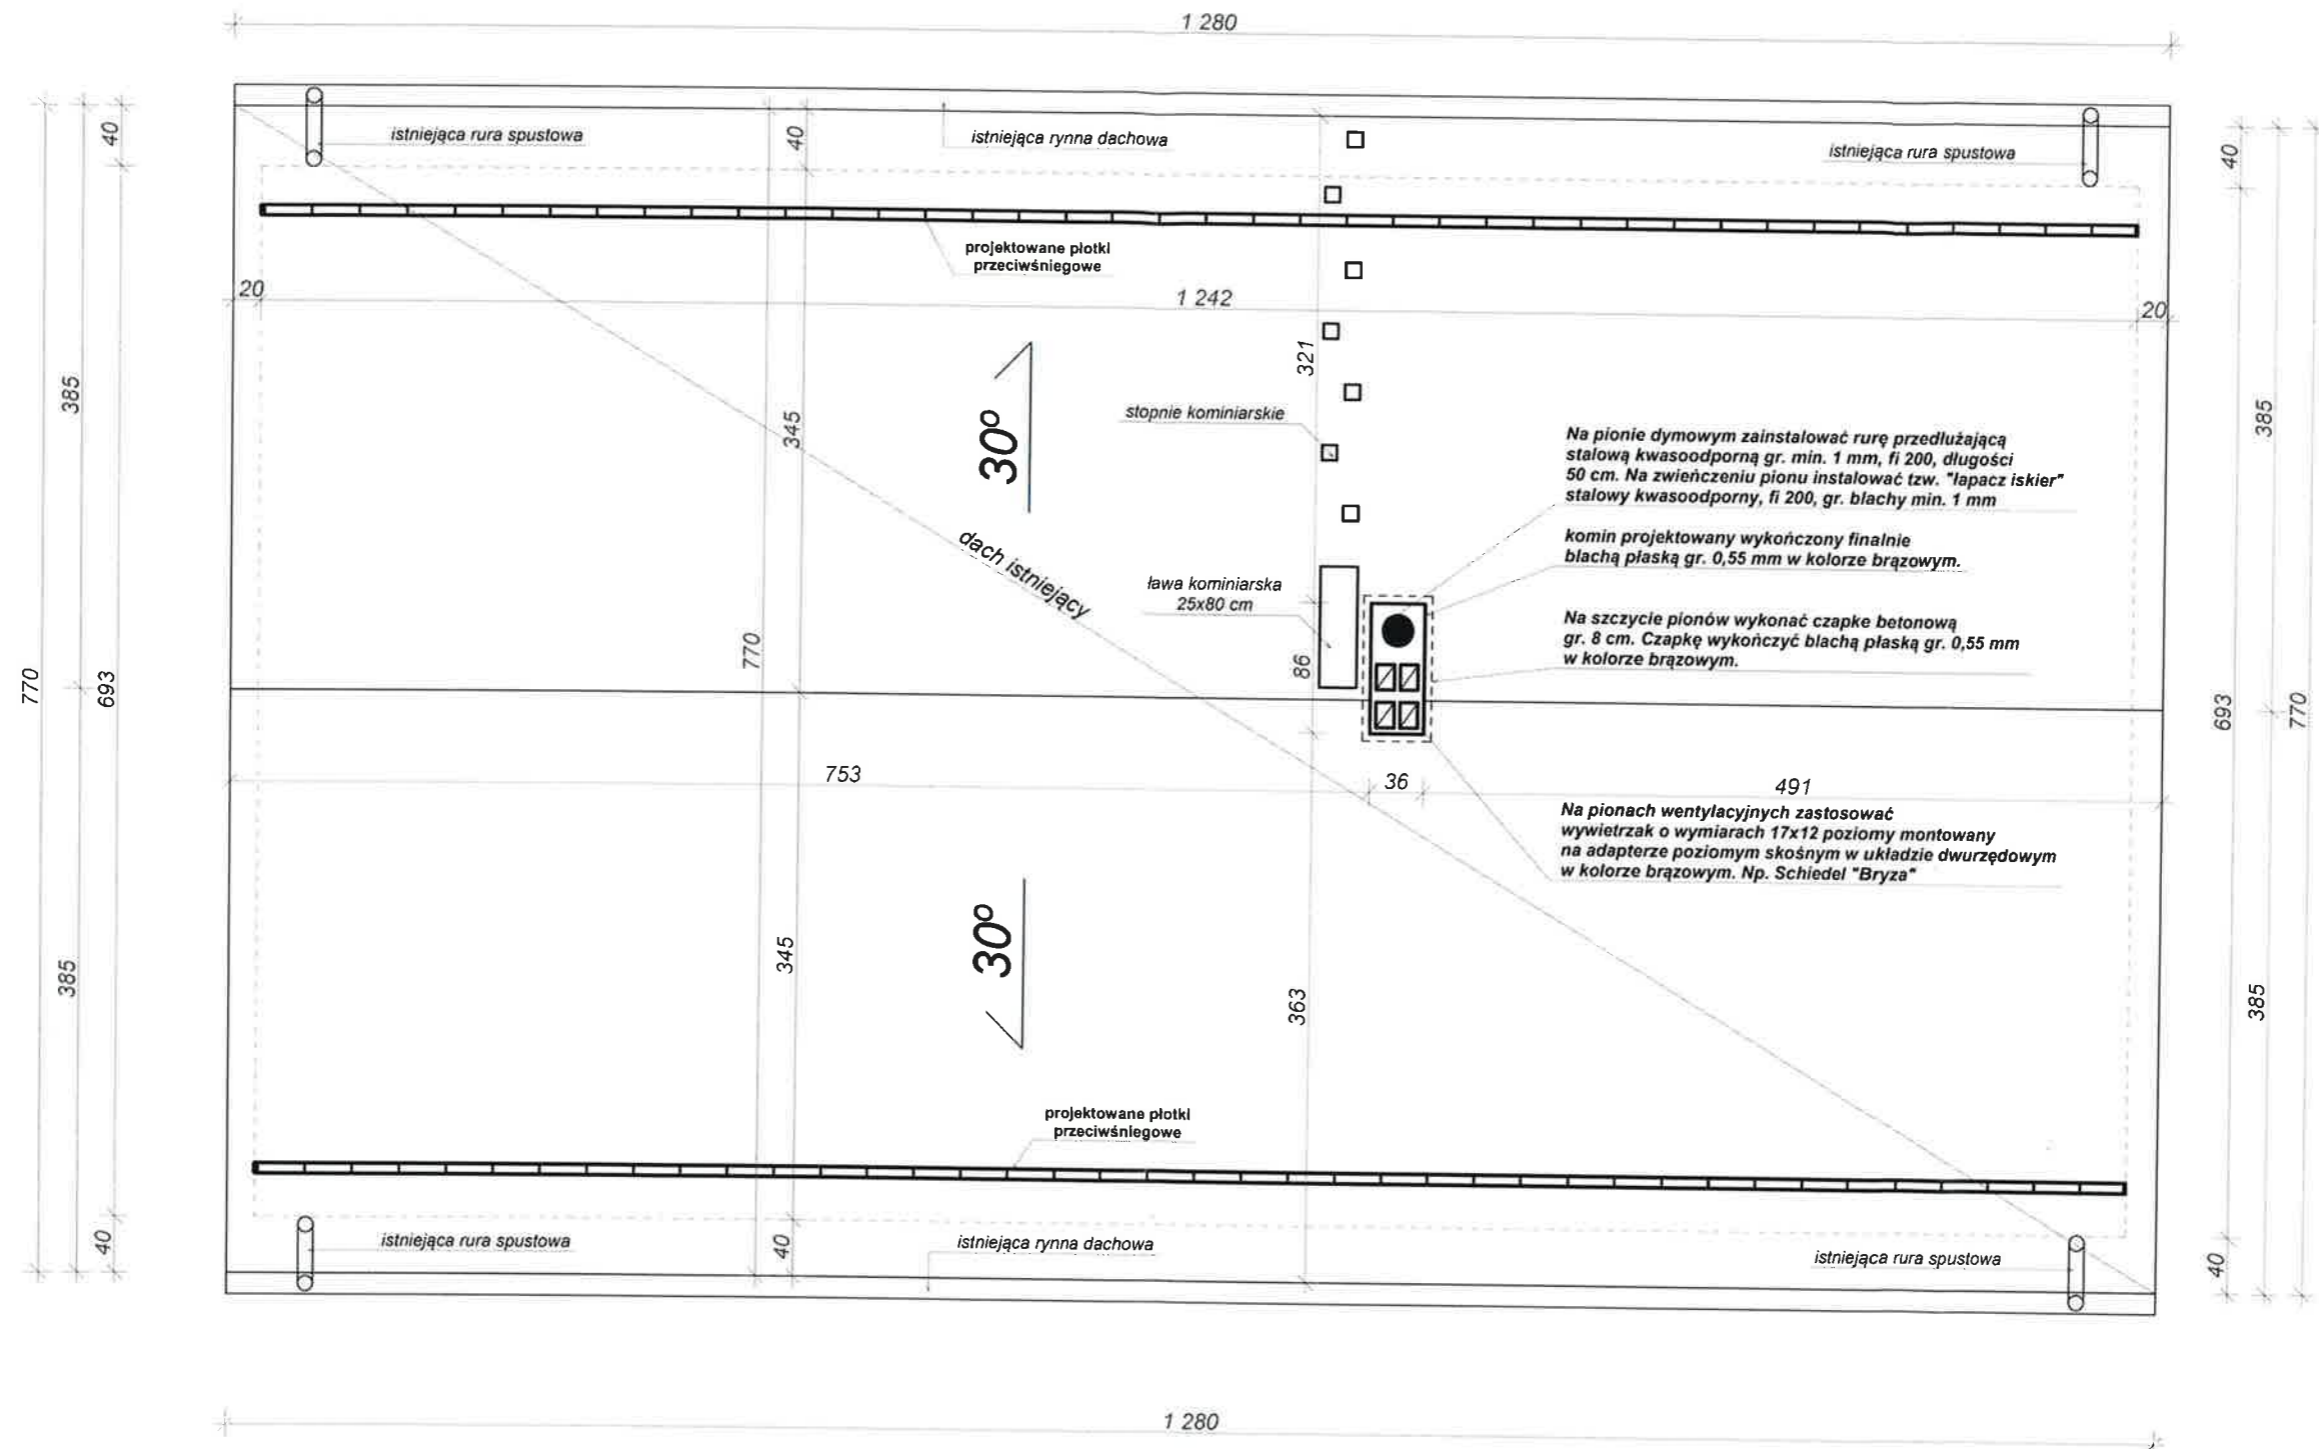 1 280
40
istniejąca rura spustowa
40
istniejąca rynna dachowa
istniejąca rura spustowa
40
projektowane płotki
przeciwśniegowe
20
1 242
20
385
345
30°
321
stopnie kominiarskie
385
Na pionie dymowym zainstalować rurę przedłużającą
stalową kwasoodporną gr. min. 1 mm, fi 200, długości
50 cm. Na zwieńczeniu pionu instalować tzw. "łapacz iskier"
stalowy kwasoodporny, fi 200, gr. blachy min. 1 mm
komin projektowany wykończony finalnie
blachą płaską gr. 0,55 mm w kolorze brązowym.
dach istniejący
ława kominiarska
25x80 cm
Na szczycie pionów wykonać czapke betonową
gr. 8 cm. Czapkę wykończyć blachą płaską gr. 0,55 mm
w kolorze brązowym.
770
693
770
86
693
770
753
36
491
Na pionach wentylacyjnych zastosować
wywietrzak o wymiarach 17x12 poziomy montowany
na adapterze poziomym skośnym w układzie dwurzędowym
w kolorze brązowym. Np. Schiedel "Bryza"
385
345
30°
363
385
projektowane płotki
przeciwśniegowe
40
istniejąca rura spustowa
40
istniejąca rynna dachowa
istniejąca rura spustowa
40
1 280